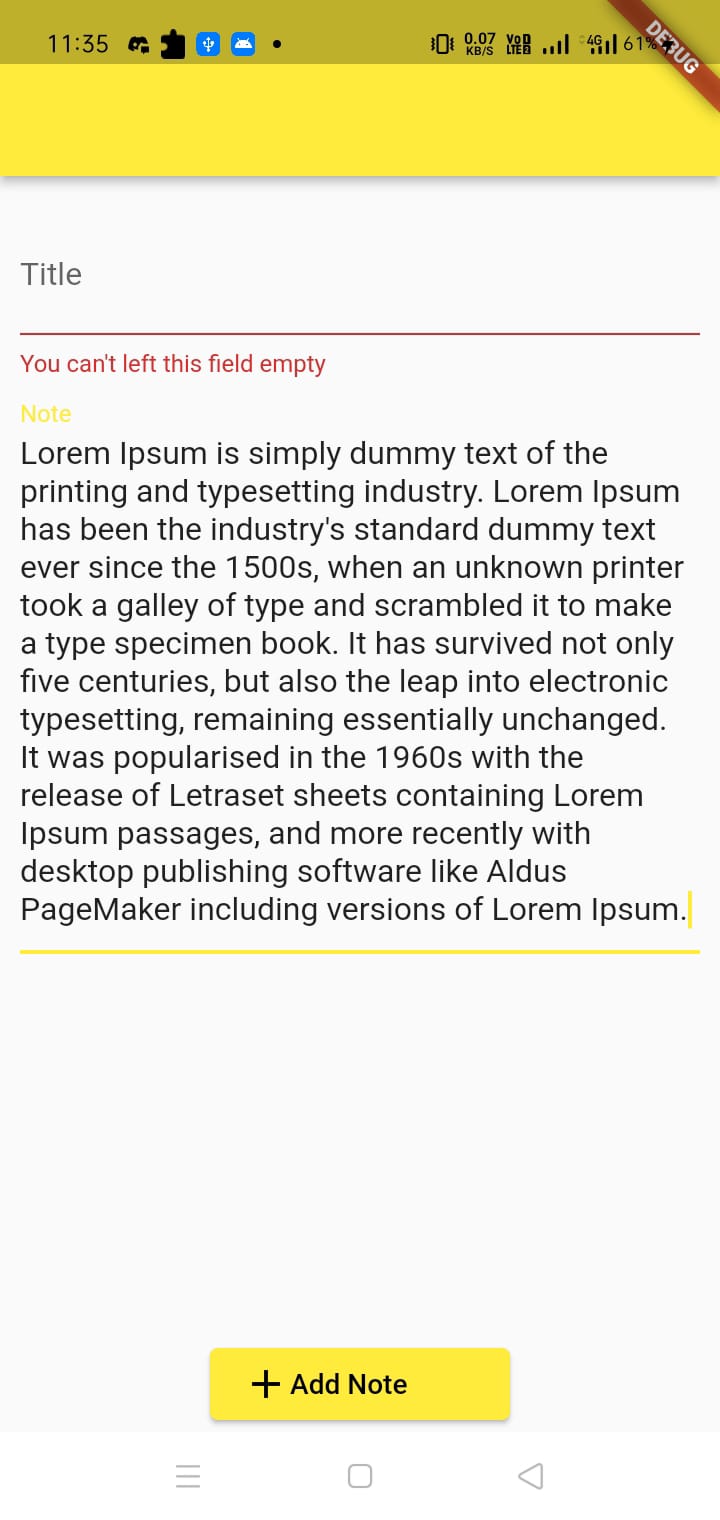 11:35 0.07 KB/S VoD LTE 4G 61%
DEBUG
Title
You can't left this field empty
Note
Lorem Ipsum is simply dummy text of the
printing and typesetting industry. Lorem Ipsum
has been the industry's standard dummy text
ever since the 1500s, when an unknown printer
took a galley of type and scrambled it to make
a type specimen book. It has survived not only
five centuries, but also the leap into electronic
typesetting, remaining essentially unchanged.
It was popularised in the 1960s with the
release of Letraset sheets containing Lorem
Ipsum passages, and more recently with
desktop publishing software like Aldus
PageMaker including versions of Lorem Ipsum.
Add Note